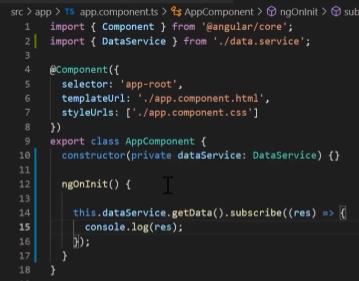 src > app > TS app.component.ts > AppComponent > ngOnInit >
1 import { Component } from '@angular/core';
2 import { DataService } from './data.service';
3
4 @Component({
5 selector: 'app-root',
6 templateUrl: './app.component.html',
7 styleUrls: ['./app.component.css']
8 })
9 export class AppComponent {
10 constructor(private dataService: DataService) {}
11
12 ngOnInit() {
13
14 this.dataService.getData().subscribe((res) => {
15 console.log(res);
16 });
17 }
18 }